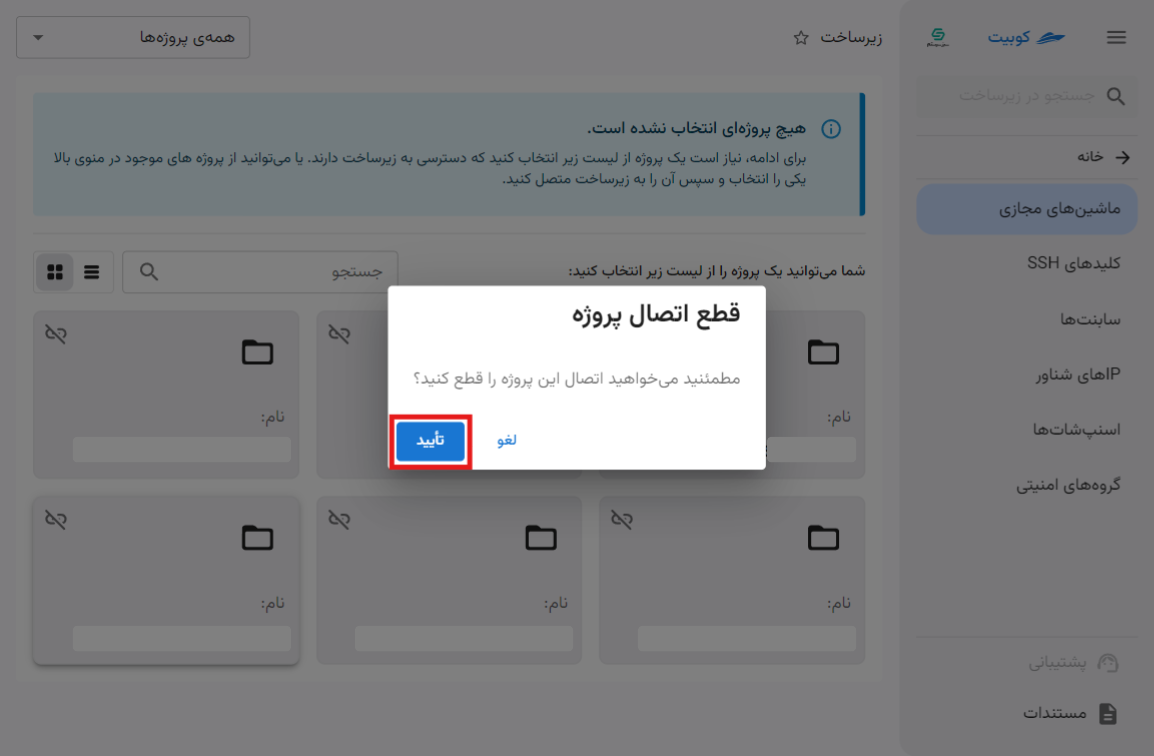 کوبیت
جستجو در زیرساخت
خانه
ماشین‌های مجازی
کلیدهای SSH
سابنت‌ها
IPهای شناور
اسنپ‌شات‌ها
گروه‌های امنیتی
پشتیبانی
مستندات
زیرساخت
همه‌ی پروژه‌ها
هیچ پروژه‌ای انتخاب نشده است.
برای ادامه، نیاز است یک پروژه از لیست زیر انتخاب کنید که دسترسی به زیرساخت دارند. یا می‌توانید از پروژه های موجود در منوی بالا
یکی را انتخاب و سپس آن را به زیرساخت متصل کنید.
شما می‌توانید یک پروژه را از لیست زیر انتخاب کنید:
جستجو
قطع اتصال پروژه
مطمئنید می‌خواهید اتصال این پروژه را قطع کنید؟
لغو
تأیید
نام:
نام:
نام:
نام:
نام: